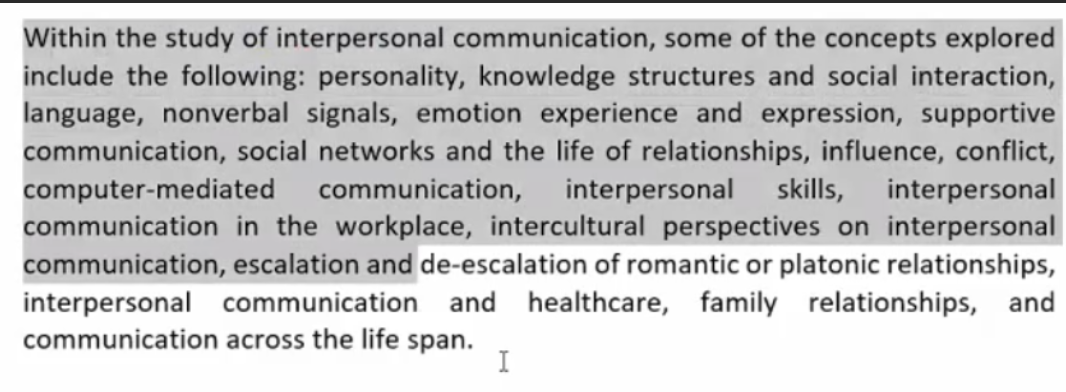 Within the study of interpersonal communication, some of the concepts explored
include the following: personality, knowledge structures and social interaction,
language, nonverbal signals, emotion experience and expression, supportive
communication, social networks and the life of relationships, influence, conflict,
computer-mediated communication, interpersonal skills, interpersonal
communication in the workplace, intercultural perspectives on interpersonal
communication, escalation and de-escalation of romantic or platonic relationships,
interpersonal communication and healthcare, family relationships, and
communication across the life span.